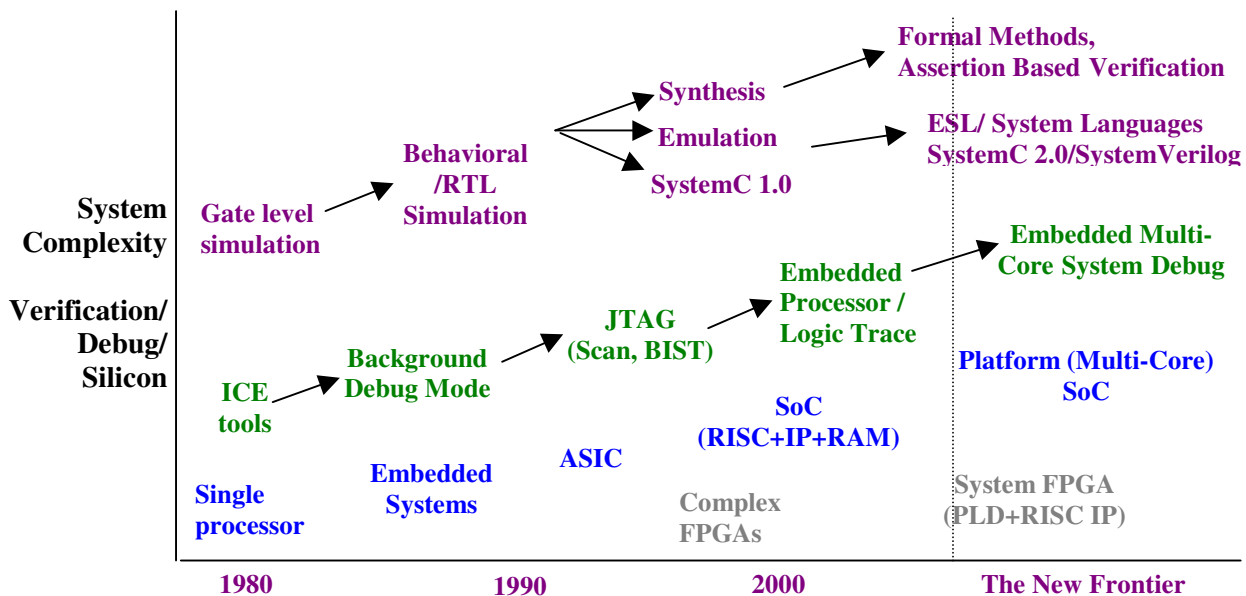 System
Complexity
Verification/
Debug/
Silicon
Formal Methods,
Assertion Based Verification
Synthesis
Emulation
SystemC 1.0
ESL/ System Languages
SystemC 2.0/SystemVerilog
Behavioral
/RTL
Simulation
Gate level
simulation
Embedded Multi-
Core System Debug
Embedded
Processor /
Logic Trace
JTAG
(Scan, BIST)
Background
Debug Mode
ICE
tools
Platform (Multi-Core)
SoC
SoC
(RISC+IP+RAM)
ASIC
Embedded
Systems
Single
processor
Complex
FPGAs
System FPGA
(PLD+RISC IP)
1980
1990
2000
The New Frontier